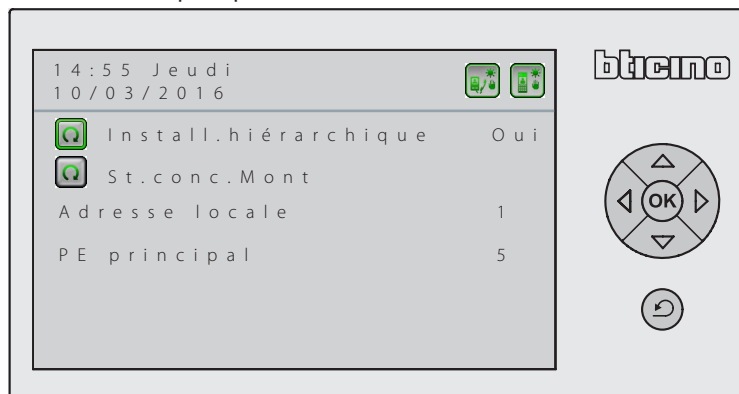 14:55 Jeudi
10/03/2016
bticino
Install.hiérarchique Oui
St.conc.Mont
Adresse locale 1
PE principal 5
OK